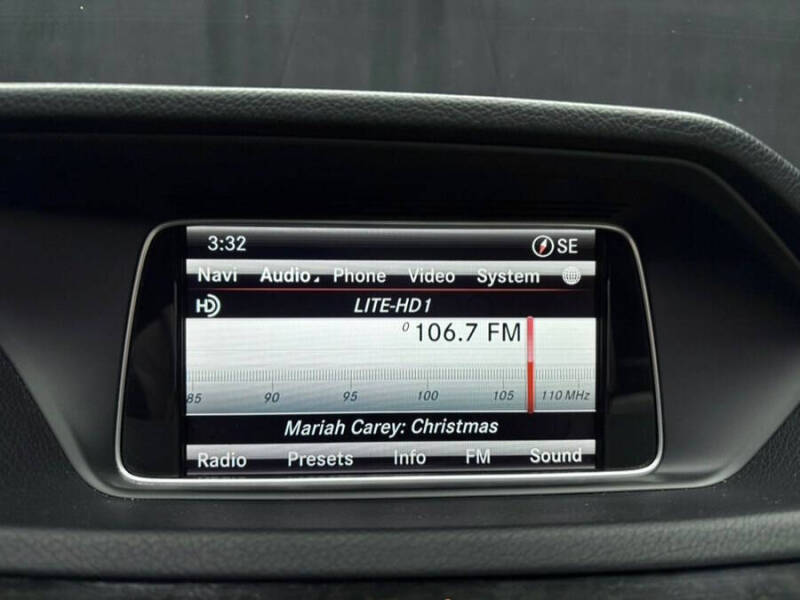 3:32 SE
Navi Audio Phone Video System
HD LITE-HD1
0 106.7 FM
85 90 95 100 105 110 MHz
Mariah Carey: Christmas
Radio Presets Info FM Sound